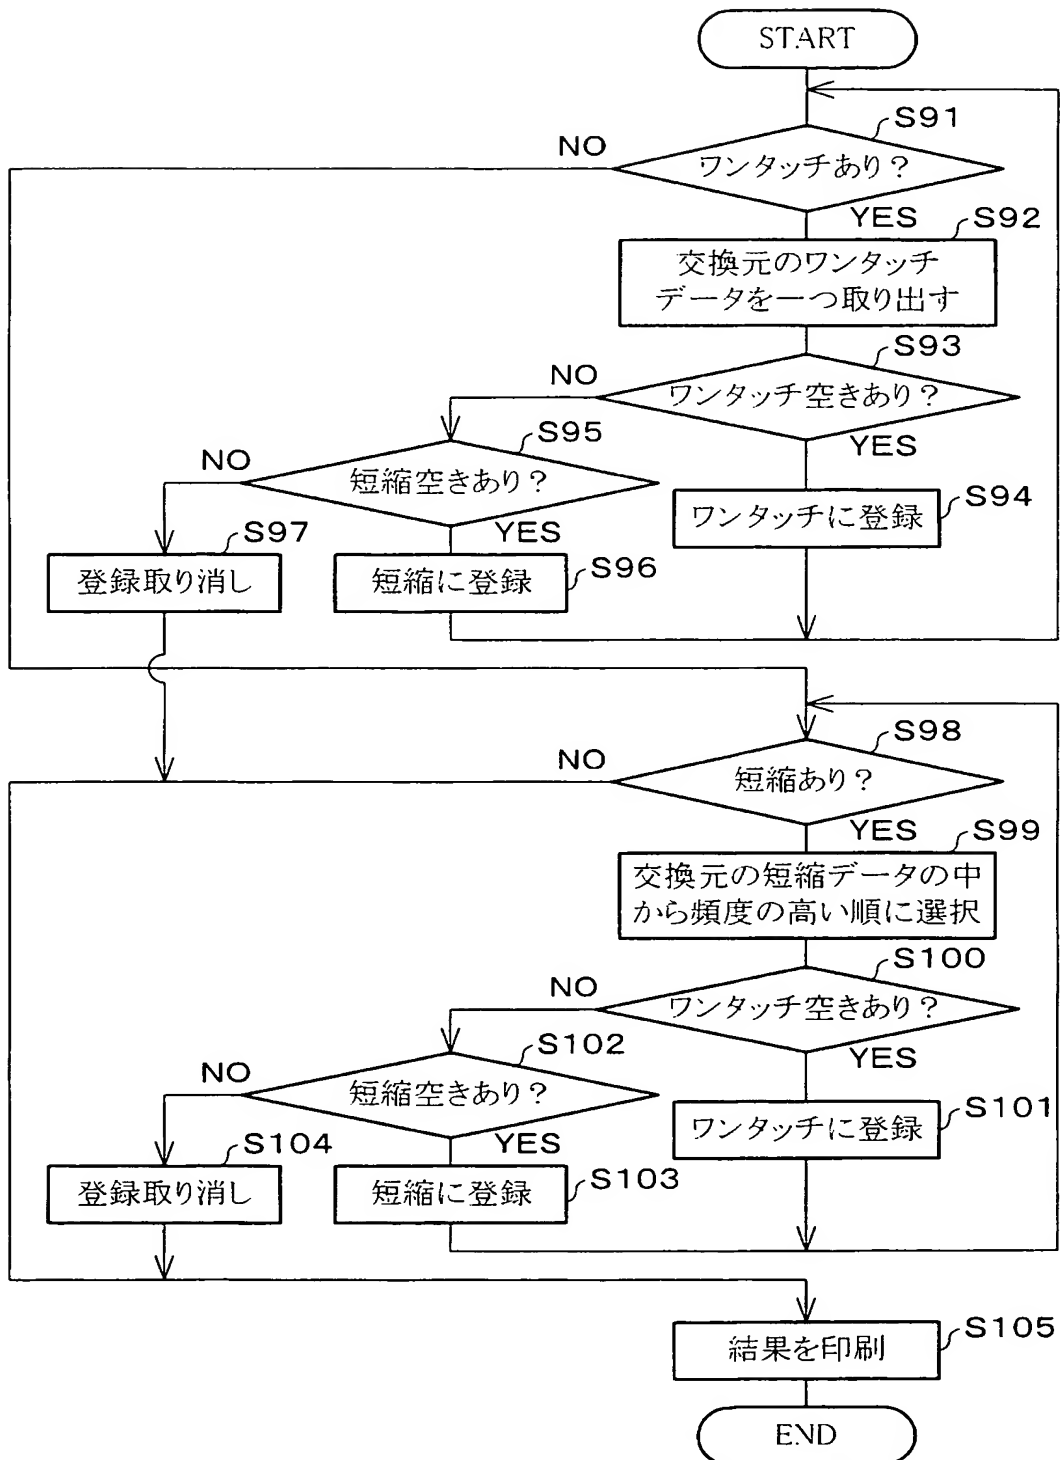 START
S91
NO
ワンタッチあり?
YES
S92
交換元のワンタッチ
データを一つ取り出す
S93
NO
ワンタッチ空きあり?
YES
S95
NO
短縮空きあり?
YES
S94
ワンタッチに登録
S97
登録取り消し
S96
短縮に登録
S98
NO
短縮あり?
YES
S99
交換元の短縮データの中
から頻度の高い順に選択
S100
NO
ワンタッチ空きあり?
YES
S102
NO
短縮空きあり?
YES
S101
ワンタッチに登録
S104
登録取り消し
S103
短縮に登録
S105
結果を印刷
END